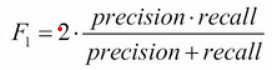 F₁ = 2 · precision · recall / precision + recall